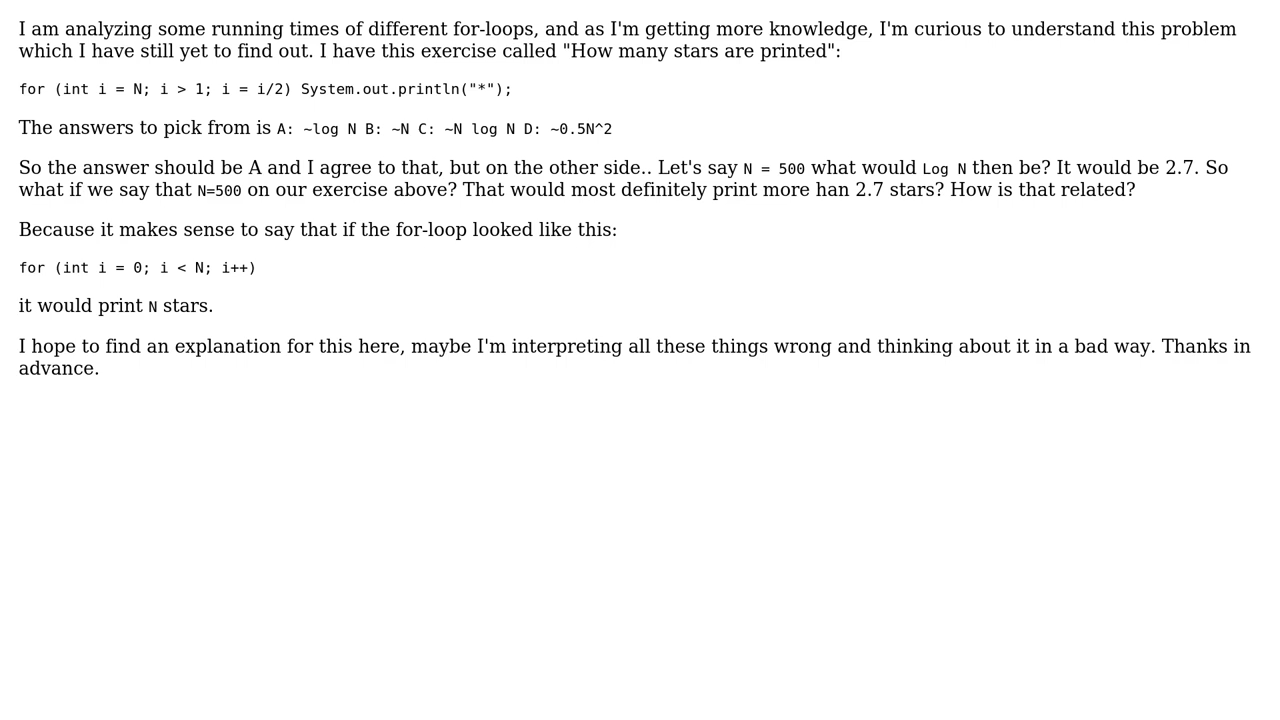 I am analyzing some running times of different for-loops, and as I'm getting more knowledge, I'm curious to understand this problem
which I have still yet to find out. I have this exercise called "How many stars are printed":
for (int i = N; i > 1; i = i/2) System.out.println("*");
The answers to pick from is A: ~log N B: ~N C: ~N log N D: ~0.5N^2
So the answer should be A and I agree to that, but on the other side.. Let's say N = 500 what would Log N then be? It would be 2.7. So
what if we say that N=500 on our exercise above? That would most definitely print more han 2.7 stars? How is that related?
Because it makes sense to say that if the for-loop looked like this:
for (int i = 0; i < N; i++)
it would print N stars.
I hope to find an explanation for this here, maybe I'm interpreting all these things wrong and thinking about it in a bad way. Thanks in
advance.